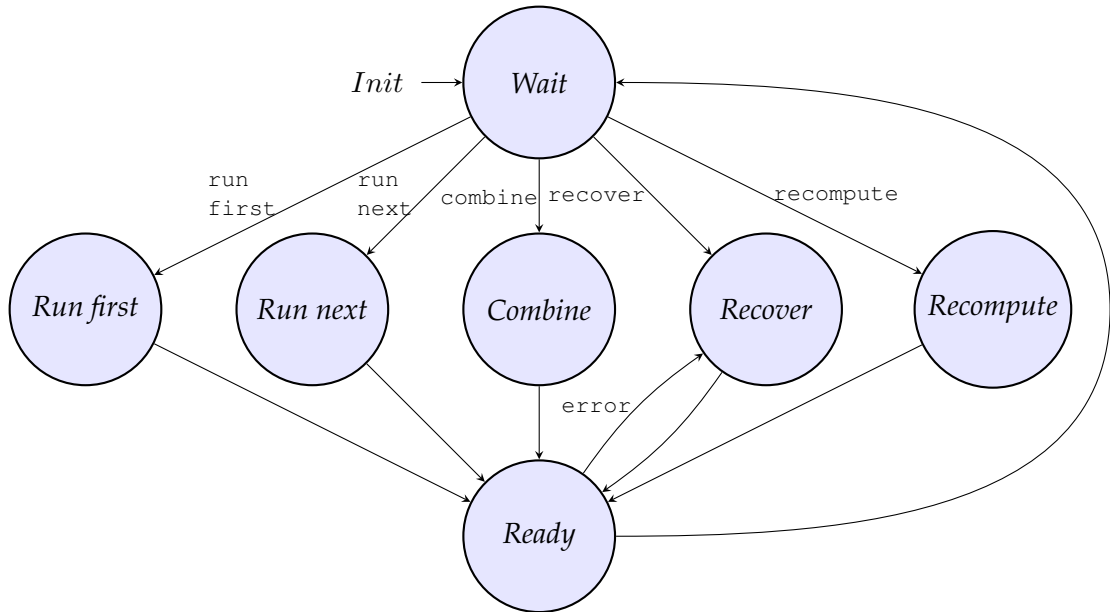 Init
Wait
run
first
run
next
combine
recover
recompute
Run first
Run next
Combine
Recover
Recompute
error
Ready